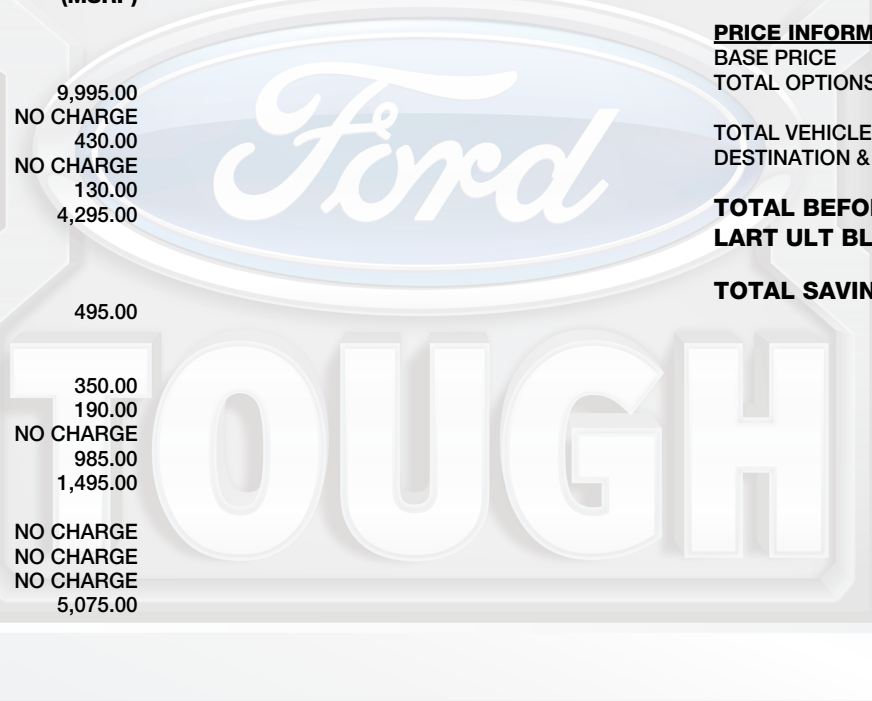 (MSRP)
9,995.00
NO CHARGE
430.00
NO CHARGE
130.00
4,295.00
495.00
350.00
190.00
NO CHARGE
985.00
1,495.00
NO CHARGE
NO CHARGE
NO CHARGE
5,075.00
Ford
TOUGH
PRICE INFORM
BASE PRICE
TOTAL OPTIONS
TOTAL VEHICLE
DESTINATION &
TOTAL BEFO
LART ULT BL
TOTAL SAVIN